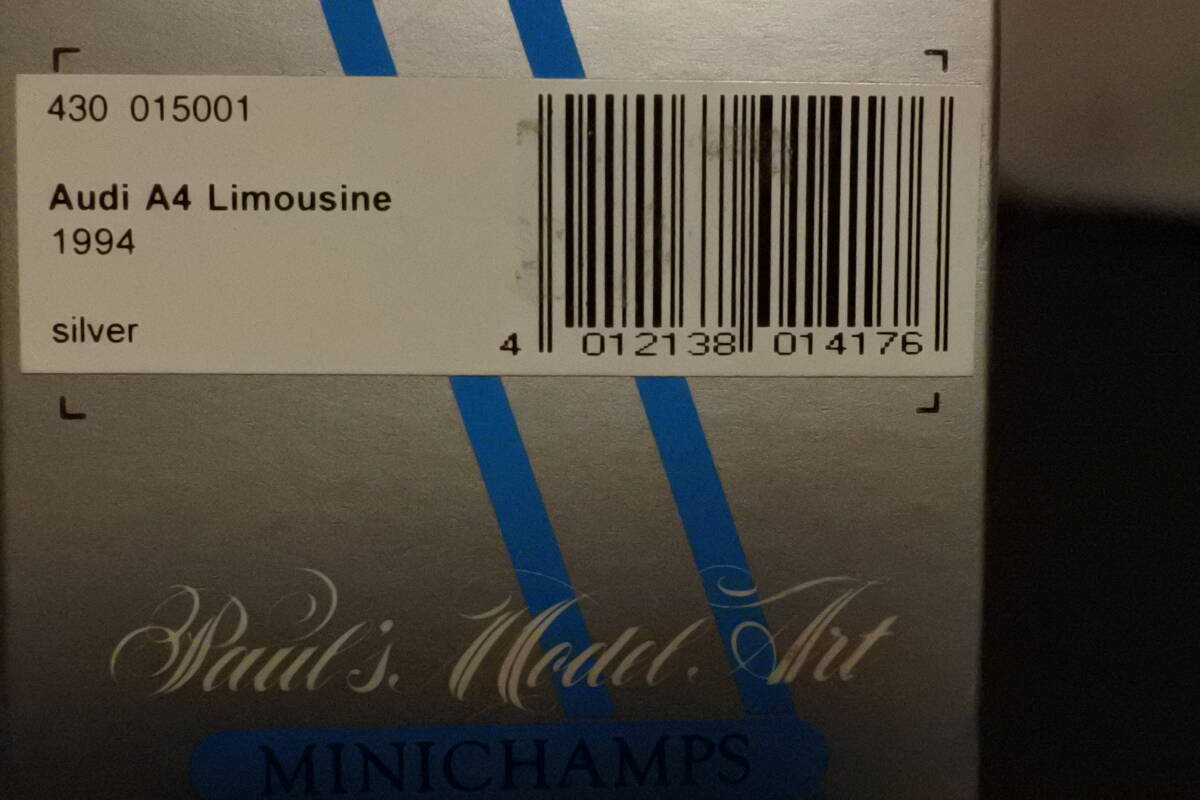 430 015001
Audi A4 Limousine
1994
silver
4 012138 014176
Paul's Model Art
MINICHAMPS